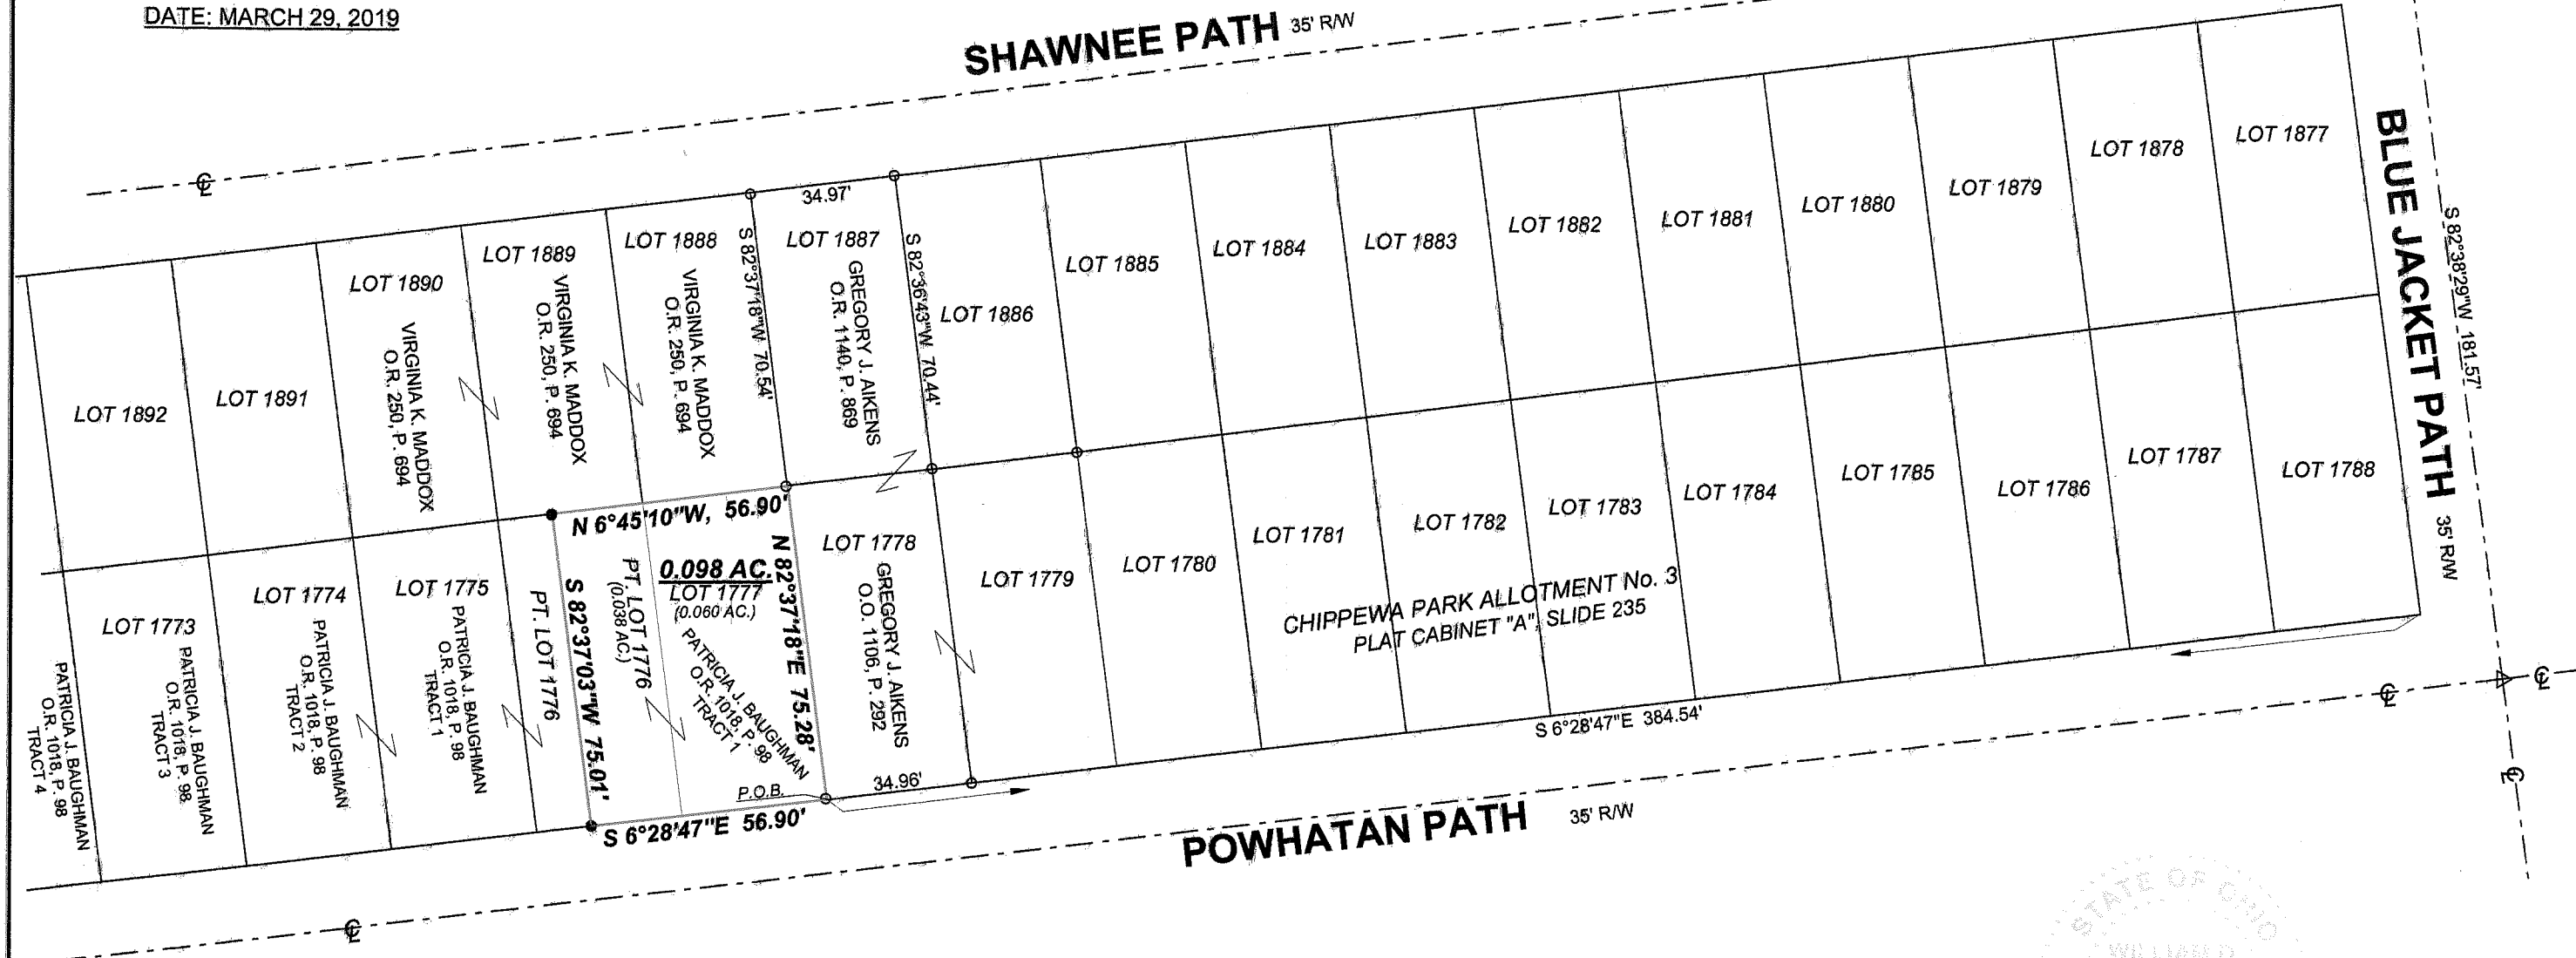 DATE: MARCH 29, 2019
SHAWNEE PATH 35' R/W
BLUE JACKET PATH 35' R/W
S 82°38'29"W 181.57'
LOT 1892
LOT 1891
LOT 1890
VIRGINIA K. MADDOX
O.R. 250, P. 694
LOT 1889
VIRGINIA K. MADDOX
O.R. 250, P. 694
LOT 1888
VIRGINIA K. MADDOX
O.R. 250, P. 694
S 82°37'18"W 70.54'
34.97'
LOT 1887
GREGORY J. AIKENS
O.R. 1140, P. 869
S 82°36'43"W 70.44'
LOT 1886
LOT 1885
LOT 1884
LOT 1883
LOT 1882
LOT 1881
LOT 1880
LOT 1879
LOT 1878
LOT 1877
PATRICIA J. BAUGHMAN
O.R. 1018, P. 98
TRACT 4
LOT 1773
PATRICIA J. BAUGHMAN
O.R. 1018, P. 98
TRACT 3
LOT 1774
PATRICIA J. BAUGHMAN
O.R. 1018, P. 98
TRACT 2
LOT 1775
PATRICIA J. BAUGHMAN
O.R. 1018, P. 98
TRACT 1
PT. LOT 1776
S 82°37'03"W 75.01'
N 6°45'10"W, 56.90'
PT. LOT 1776
(0.038 AC.)
0.098 AC.
LOT 1777
(0.060 AC.)
PATRICIA J. BAUGHMAN
O.R. 1018, P. 98
TRACT 1
N 82°37'18"E 75.28'
P.O.B.
S 6°28'47"E 56.90'
LOT 1778
GREGORY J. AIKENS
O.O. 1106, P. 292
34.96'
LOT 1779
LOT 1780
LOT 1781
LOT 1782
LOT 1783
LOT 1784
LOT 1785
LOT 1786
LOT 1787
LOT 1788
CHIPPEWA PARK ALLOTMENT No. 3
PLAT CABINET "A", SLIDE 235
S 6°28'47"E 384.54'
POWHATAN PATH 35' R/W
STATE OF OHIO
WILLIAM D